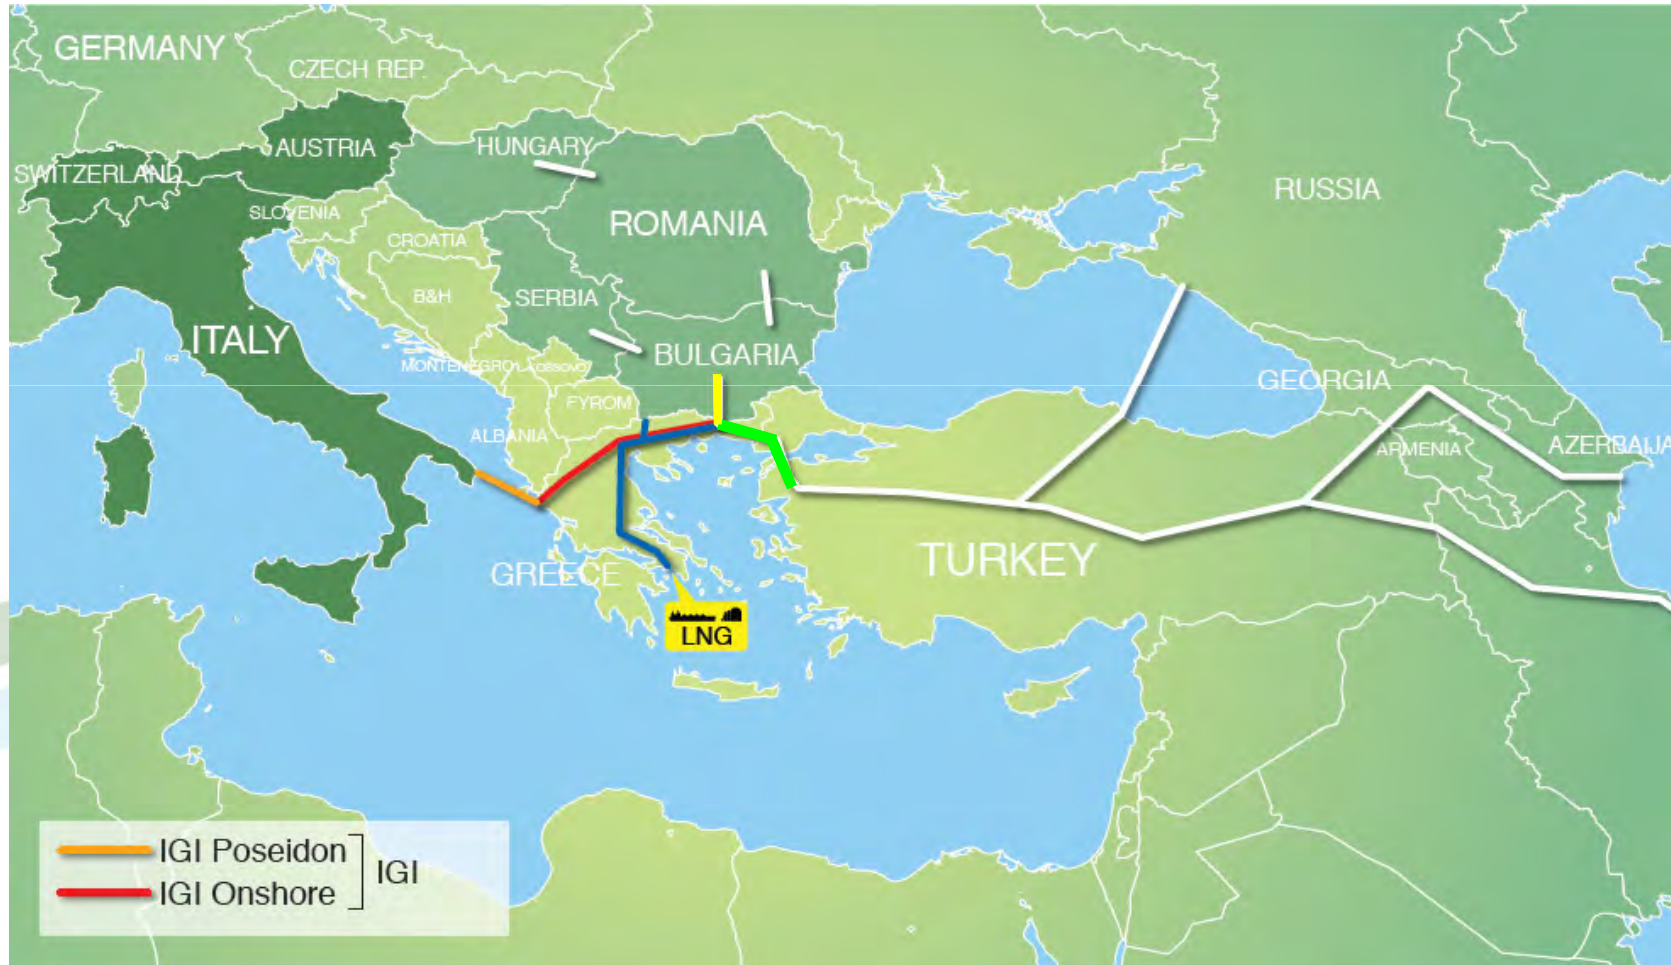 GERMANY
CZECH REP.
AUSTRIA
HUNGARY
SWITZERLAND
RUSSIA
SLOVENIA
ROMANIA
CROATIA
B&H
SERBIA
ITALY
BULGARIA
MONTENEGRO
Kossovo
GEORGIA
FYROM
ALBANIA
ARMENIA
AZERBAIJA
TURKEY
GREECE
LNG
IGI Poseidon
IGI
IGI Onshore